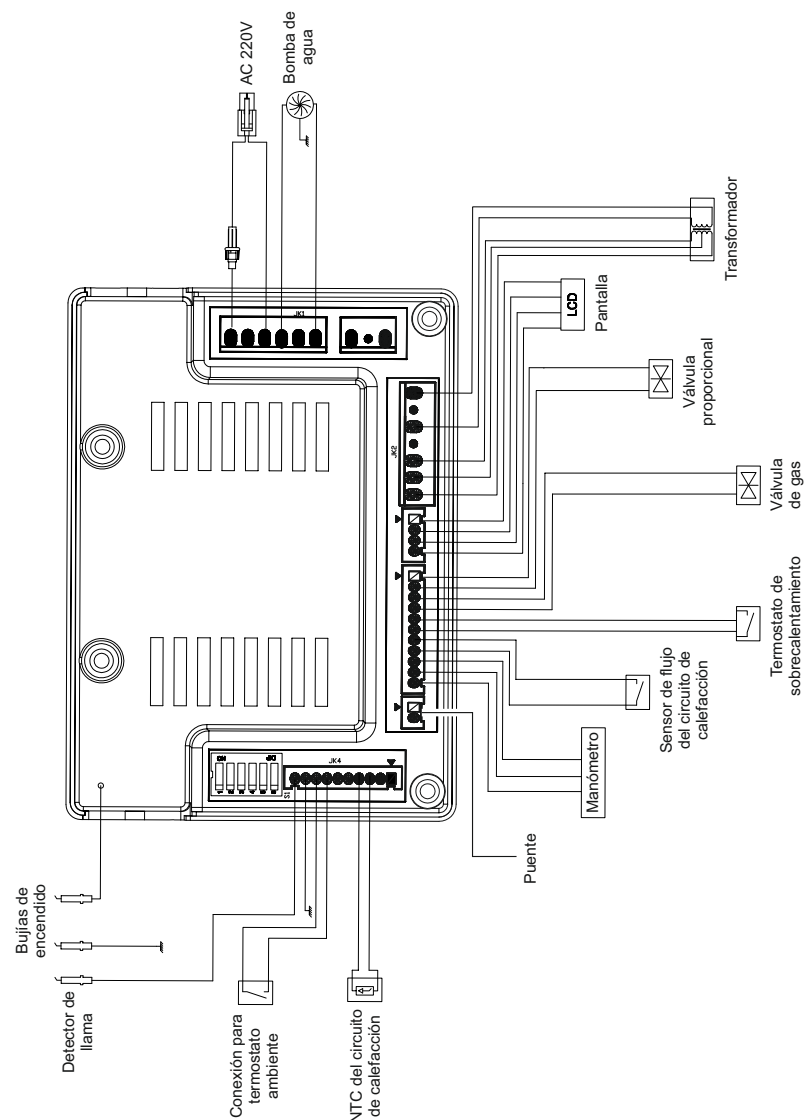 AC 220V
Bomba de
agua
Transformador
LCD
Pantalla
Válvula
proporcional
Válvula
de gas
Termostato de
sobrecalentamiento
Sensor de flujo
del circuito de
calefacción
Manómetro
Puente
Bujías de
encendido
Detector de
llama
Conexión para
termostato
ambiente
NTC del circuito
de calefacción
JK1
JK2
JK4
S1
DIP